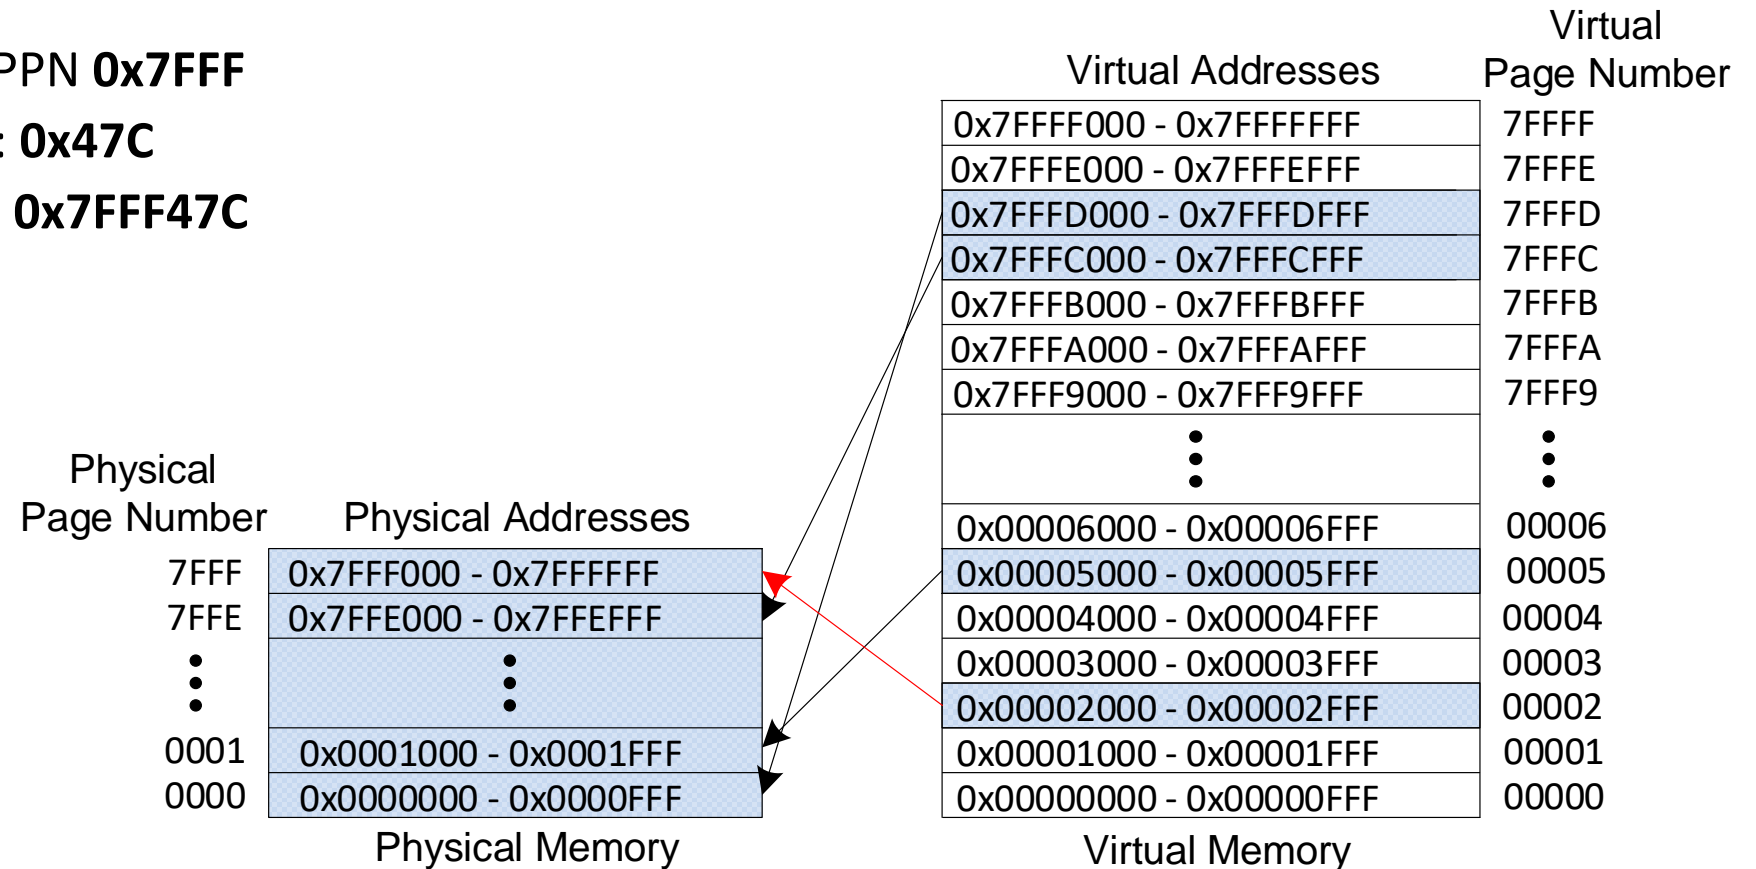 PPN 0x7FFF
: 0x47C
0x7FFF47C
Virtual Addresses
Virtual
Page Number
0x7FFFF000 - 0x7FFFFFFF 7FFFF
0x7FFFE000 - 0x7FFFEFFF 7FFFE
0x7FFFD000 - 0x7FFFDFFF 7FFFD
0x7FFFC000 - 0x7FFFCFFF 7FFFC
0x7FFFB000 - 0x7FFFBFFF 7FFFB
0x7FFFA000 - 0x7FFFAFFF 7FFFA
0x7FFF9000 - 0x7FFF9FFF 7FFF9
0x00006000 - 0x00006FFF 00006
0x00005000 - 0x00005FFF 00005
0x00004000 - 0x00004FFF 00004
0x00003000 - 0x00003FFF 00003
0x00002000 - 0x00002FFF 00002
0x00001000 - 0x00001FFF 00001
0x00000000 - 0x00000FFF 00000
Virtual Memory
Physical
Page Number
Physical Addresses
7FFF 0x7FFF000 - 0x7FFFFFF
7FFE 0x7FFE000 - 0x7FFEFFF
0001 0x0001000 - 0x0001FFF
0000 0x0000000 - 0x0000FFF
Physical Memory